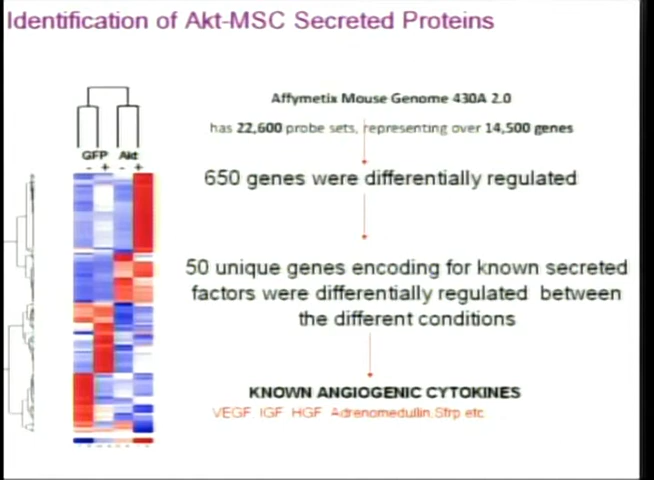 Identification of Akt-MSC Secreted Proteins
Affymetix Mouse Genome 430A 2.0
has 22,600 probe sets, representing over 14,500 genes
GFP Akt
- + - +
650 genes were differentially regulated
50 unique genes encoding for known secreted
factors were differentially regulated between
the different conditions
KNOWN ANGIOGENIC CYTOKINES
VEGF IGF HGF Adrenomedullin Sfrp etc